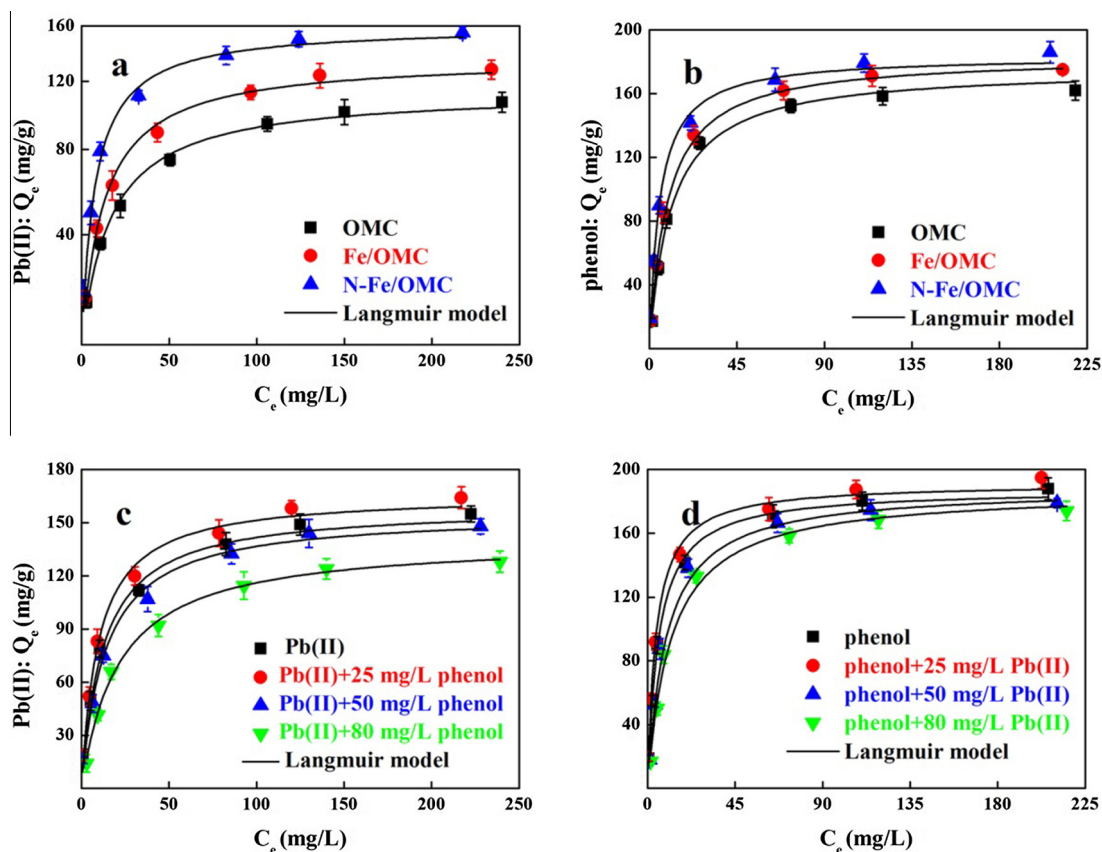 a
Pb(II): Qe (mg/g)
160
120
80
40
OMC
Fe/OMC
N-Fe/OMC
Langmuir model
0 50 100 150 200 250
Ce (mg/L)
b
phenol: Qe (mg/g)
200
160
120
80
40
0
OMC
Fe/OMC
N-Fe/OMC
Langmuir model
0 45 90 135 180 225
Ce (mg/L)
c
Pb(II): Qe (mg/g)
180
150
120
90
60
30
Pb(II)
Pb(II)+25 mg/L phenol
Pb(II)+50 mg/L phenol
Pb(II)+80 mg/L phenol
Langmuir model
0 50 100 150 200 250
Ce (mg/L)
d
200
160
120
80
40
phenol
phenol+25 mg/L Pb(II)
phenol+50 mg/L Pb(II)
phenol+80 mg/L Pb(II)
Langmuir model
0 45 90 135 180 225
Ce (mg/L)